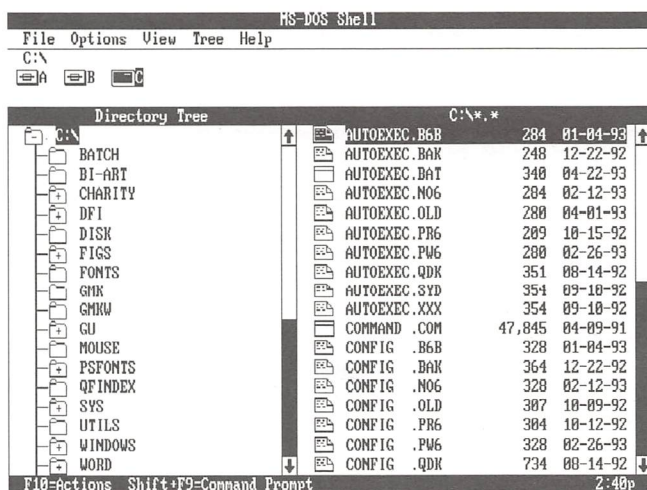 MS-DOS Shell
File Options View Tree Help
C:\
A B C
Directory Tree
C:\
BATCH
BI-ART
CHARITY
DFI
DISK
FIGS
FONTS
GMK
GMKW
GU
MOUSE
PSFONTS
QFINDEX
SYS
UTILS
WINDOWS
WORD
C:\*.*
AUTOEXEC.B6B 284 01-04-93
AUTOEXEC.BAK 248 12-22-92
AUTOEXEC.BAT 340 04-22-93
AUTOEXEC.NO6 284 02-12-93
AUTOEXEC.OLD 280 04-01-93
AUTOEXEC.PR6 209 10-15-92
AUTOEXEC.PW6 280 02-26-93
AUTOEXEC.QDK 351 08-14-92
AUTOEXEC.SYD 354 09-10-92
AUTOEXEC.XXX 354 09-10-92
COMMAND .COM 47,845 04-09-91
CONFIG .B6B 328 01-04-93
CONFIG .BAK 364 12-22-92
CONFIG .NO6 328 02-12-93
CONFIG .OLD 307 10-09-92
CONFIG .PR6 304 10-12-92
CONFIG .PW6 328 02-26-93
CONFIG .QDK 734 08-14-92
F10=Actions Shift+F9=Command Prompt 2:40p